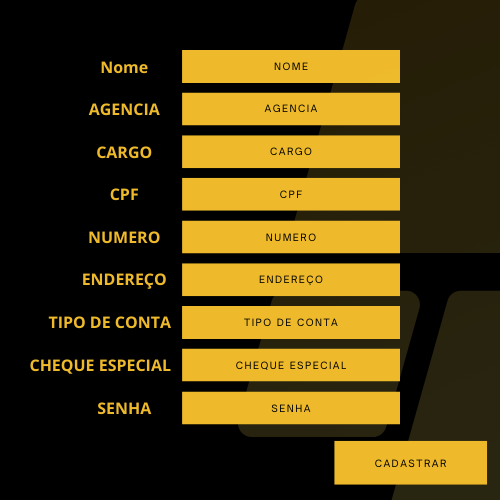 Nome NOME
AGENCIA AGENCIA
CARGO CARGO
CPF CPF
NUMERO NUMERO
ENDEREÇO ENDEREÇO
TIPO DE CONTA TIPO DE CONTA
CHEQUE ESPECIAL CHEQUE ESPECIAL
SENHA SENHA
CADASTRAR